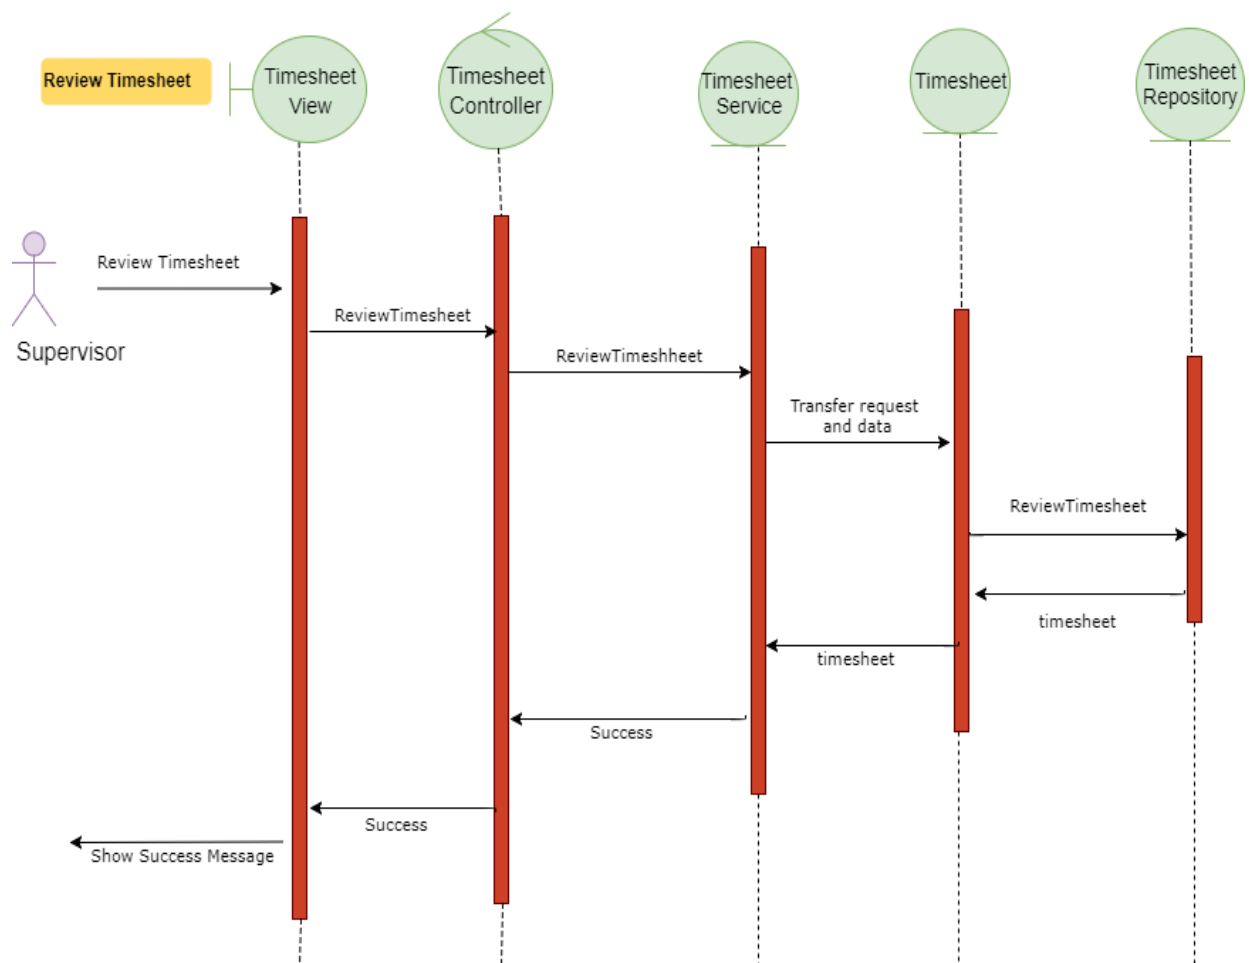 Review Timesheet
Timesheet
View
Timesheet
Controller
Timesheet
Service
Timesheet
Timesheet
Repository
Supervisor
Review Timesheet
ReviewTimesheet
ReviewTimeshheet
Transfer request
and data
ReviewTimesheet
timesheet
timesheet
Success
Success
Show Success Message